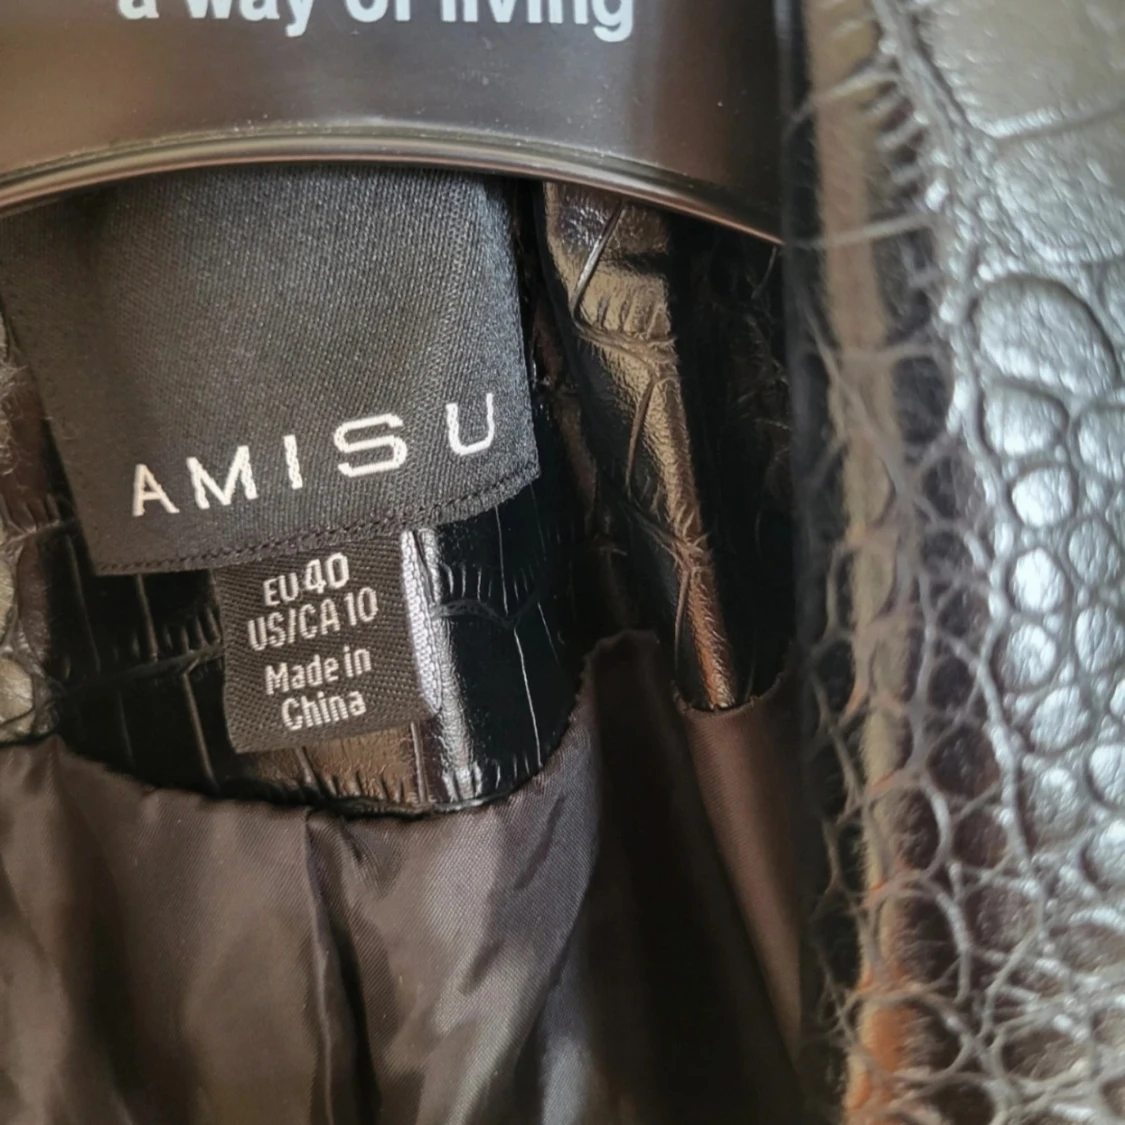 a way of living
AMISU
EU 40
US/CA 10
Made in
China